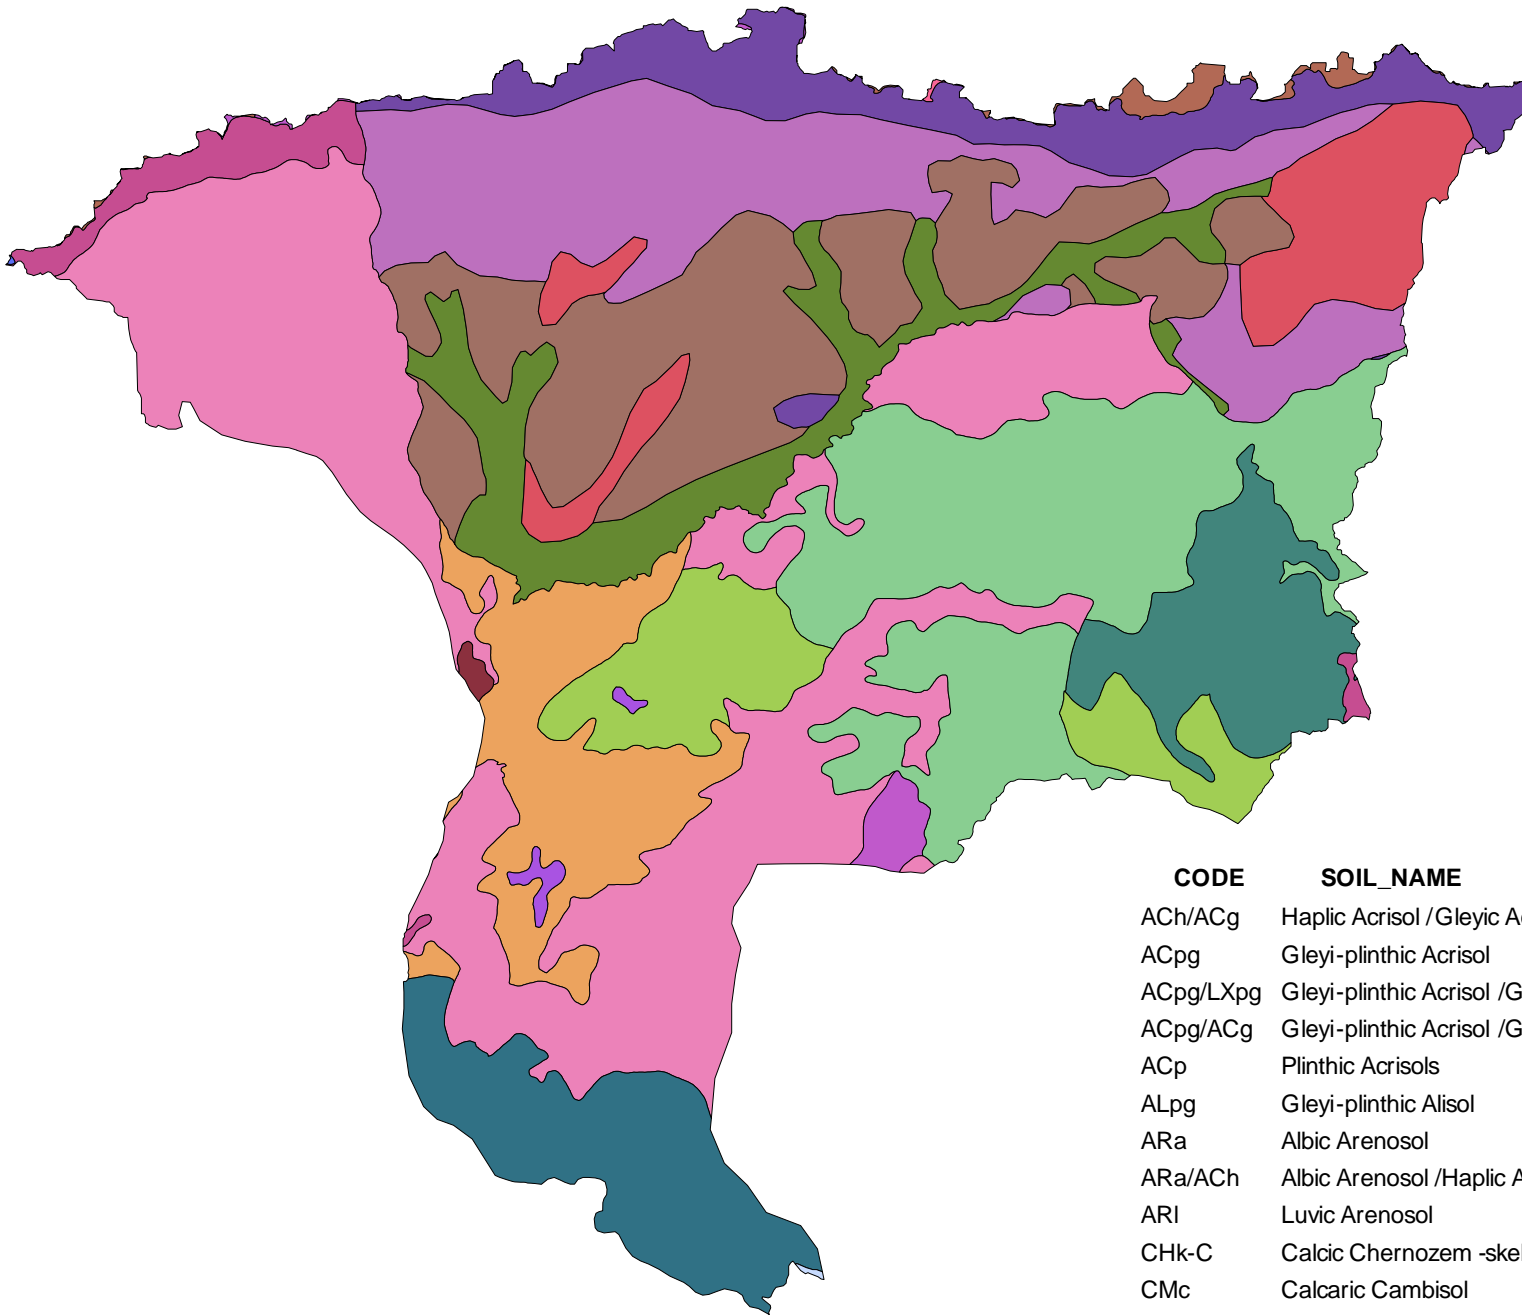 CODE SOIL_NAME
ACh/ACg Haplic Acrisol /Gleyic
ACpg Gleyi-plinthic Acrisol
ACpg/LXpg Gleyi-plinthic Acrisol /G
ACpg/ACg Gleyi-plinthic Acrisol /G
ACp Plinthic Acrisols
ALpg Gleyi-plinthic Alisol
ARa Albic Arenosol
ARa/ACh Albic Arenosol /Haplic A
ARl Luvic Arenosol
CHk-C Calcic Chernozem -ske
CMc Calcaric Cambisol